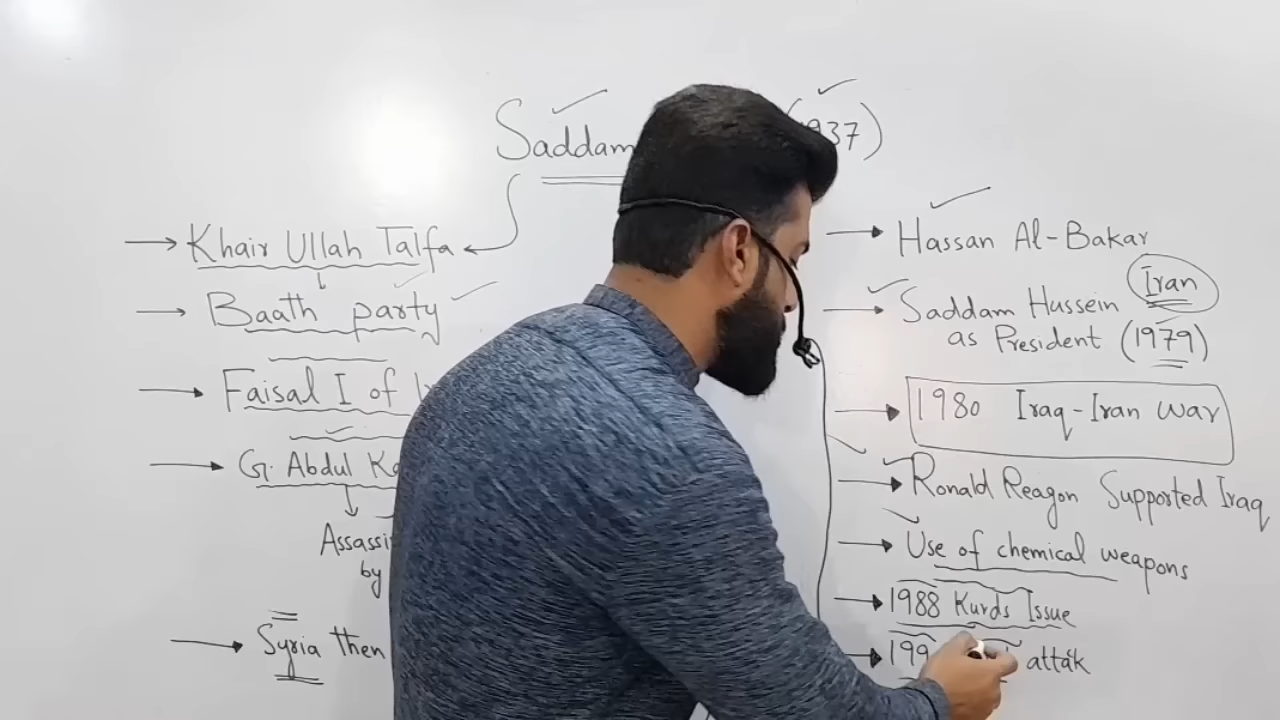 Saddam 1937)
Khair Ullah Talfa
Baath party
Faisal I of
G. Abdul
by
Syria then
Hassan Al-Bakar
Iran
Saddam Hussein
as President (1979)
1980 Iraq-Iran War
Ronald Reagon Supported Iraq
Use of chemical weapons
1988 Kurds Issue
attak